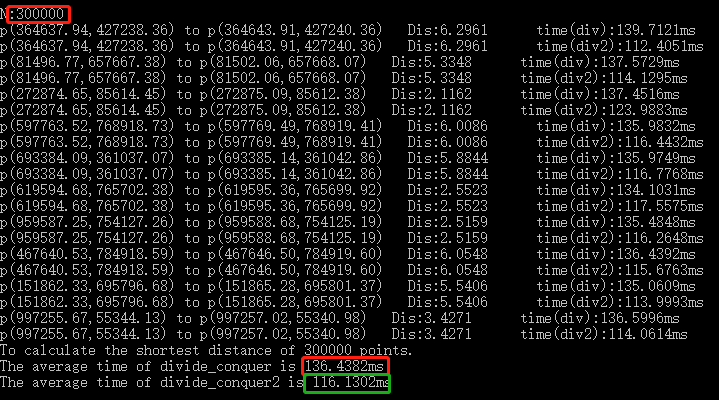 N:300000
p(364637.94,427238.36) to p(364643.91,427240.36) Dis:6.2961 time(div):139.7121ms
p(364637.94,427238.36) to p(364643.91,427240.36) Dis:6.2961 time(div2):112.4051ms
p(81496.77,657667.38) to p(81502.06,657668.07) Dis:5.3348 time(div):137.5729ms
p(81496.77,657667.38) to p(81502.06,657668.07) Dis:5.3348 time(div2):114.1295ms
p(272874.65,85614.45) to p(272875.09,85612.38) Dis:2.1162 time(div):137.4516ms
p(272874.65,85614.45) to p(272875.09,85612.38) Dis:2.1162 time(div2):123.9883ms
p(597763.52,768918.73) to p(597769.49,768919.41) Dis:6.0086 time(div):135.9832ms
p(597763.52,768918.73) to p(597769.49,768919.41) Dis:6.0086 time(div2):116.4432ms
p(693384.09,361037.07) to p(693385.14,361042.86) Dis:5.8844 time(div):135.9749ms
p(693384.09,361037.07) to p(693385.14,361042.86) Dis:5.8844 time(div2):116.7768ms
p(619594.68,765702.38) to p(619595.36,765699.92) Dis:2.5523 time(div):134.1031ms
p(619594.68,765702.38) to p(619595.36,765699.92) Dis:2.5523 time(div2):117.5575ms
p(959587.25,754127.26) to p(959588.68,754125.19) Dis:2.5159 time(div):135.4848ms
p(959587.25,754127.26) to p(959588.68,754125.19) Dis:2.5159 time(div2):116.2648ms
p(467640.53,784918.59) to p(467646.50,784919.60) Dis:6.0548 time(div):136.4392ms
p(467640.53,784918.59) to p(467646.50,784919.60) Dis:6.0548 time(div2):115.6763ms
p(151862.33,695796.68) to p(151865.28,695801.37) Dis:5.5406 time(div):135.0609ms
p(151862.33,695796.68) to p(151865.28,695801.37) Dis:5.5406 time(div2):113.9993ms
p(997255.67,55344.13) to p(997257.02,55340.98) Dis:3.4271 time(div):136.5996ms
p(997255.67,55344.13) to p(997257.02,55340.98) Dis:3.4271 time(div2):114.0614ms
To calculate the shortest distance of 300000 points.
The average time of divide_conquer is 136.4382ms
The average time of divide_conquer2 is 116.1302ms